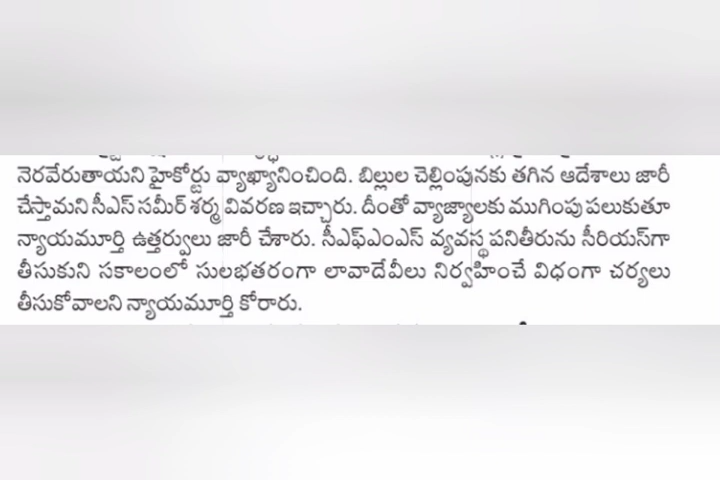 నెరవేరుతాయని హైకోర్టు వ్యాఖ్యానించింది. బిల్లుల చెల్లింపునకు తగిన ఆదేశాలు జారీ
చేస్తామని సీఎస్ సమీర్ శర్మ వివరణ ఇచ్చారు. దీంతో వ్యాజ్యాలకు ముగింపు పలుకుతూ
న్యాయమూర్తి ఉత్తర్వులు జారీ చేశారు. సీఎఫ్ఎంఎస్ వ్యవస్థ పనితీరును సీరియస్‌గా
తీసుకుని సకాలంలో సులభతరంగా లావాదేవీలు నిర్వహించే విధంగా చర్యలు
తీసుకోవాలని న్యాయమూర్తి కోరారు.